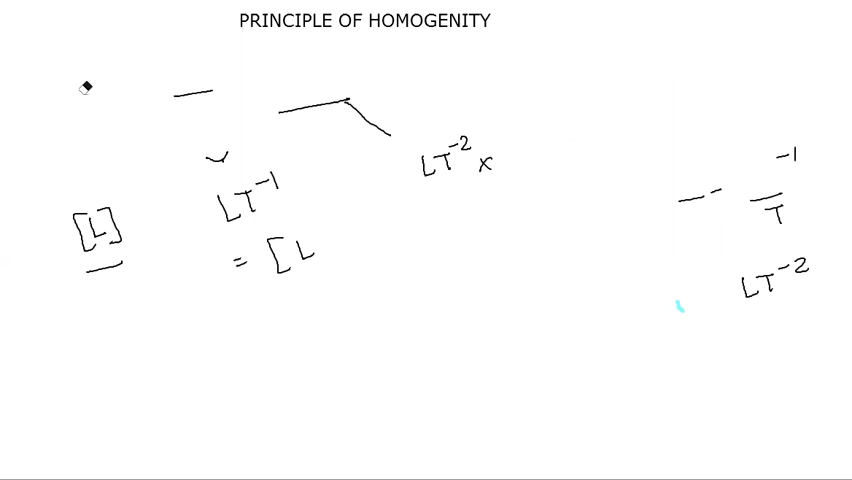 PRINCIPLE OF HOMOGENITY
LT⁻² x
⁻¹
T
LT⁻¹
[L]
= [L
LT⁻²